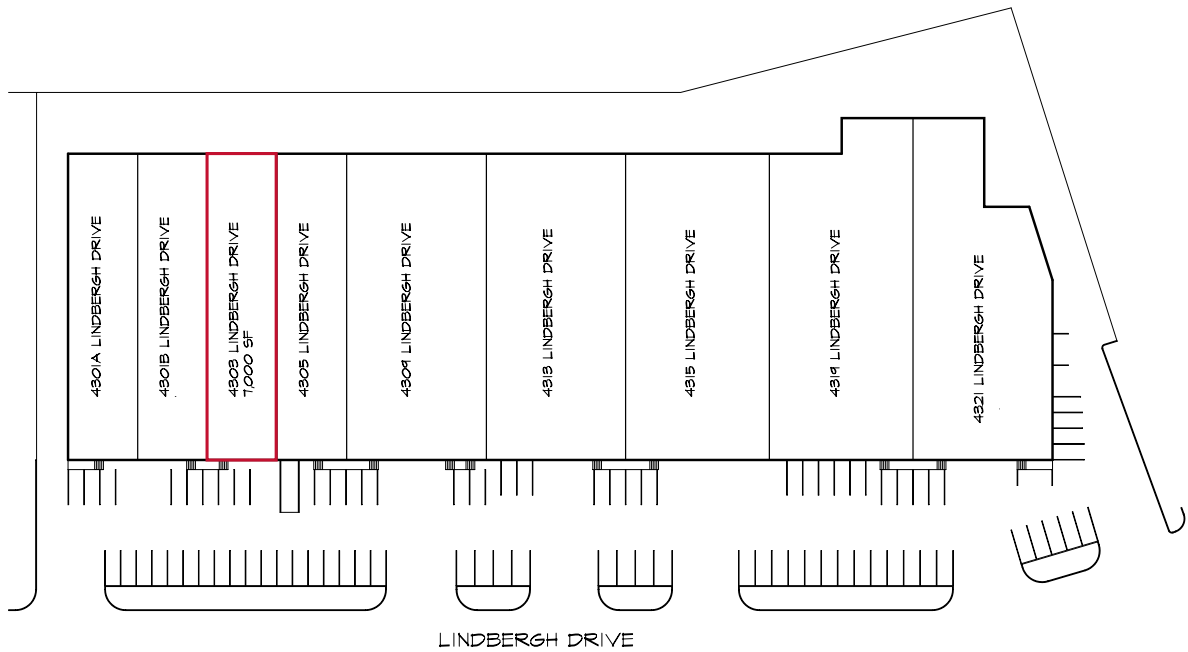 4301A LINDBERGH DRIVE
4301B LINDBERGH DRIVE
4303 LINDBERGH DRIVE
7,000 SF
4305 LINDBERGH DRIVE
4309 LINDBERGH DRIVE
4313 LINDBERGH DRIVE
4315 LINDBERGH DRIVE
4319 LINDBERGH DRIVE
4321 LINDBERGH DRIVE
LINDBERGH DRIVE